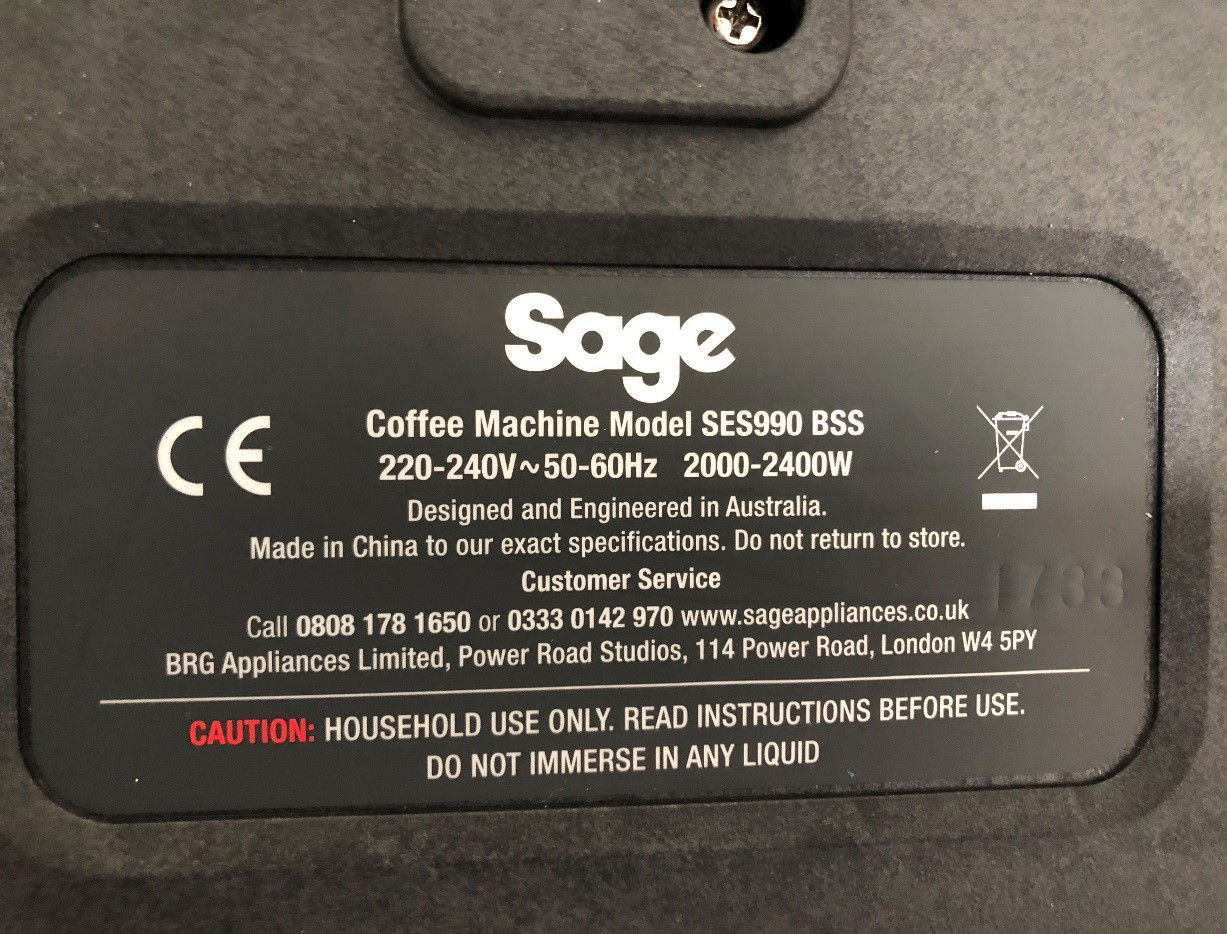 Sage
CE
Coffee Machine Model SES990 BSS
220-240V~50-60Hz 2000-2400W
Designed and Engineered in Australia.
Made in China to our exact specifications. Do not return to store.
Customer Service
1733
Call 0808 178 1650 or 0333 0142 970 www.sageappliances.co.uk
BRG Appliances Limited, Power Road Studios, 114 Power Road, London W4 5PY
CAUTION: HOUSEHOLD USE ONLY. READ INSTRUCTIONS BEFORE USE.
DO NOT IMMERSE IN ANY LIQUID